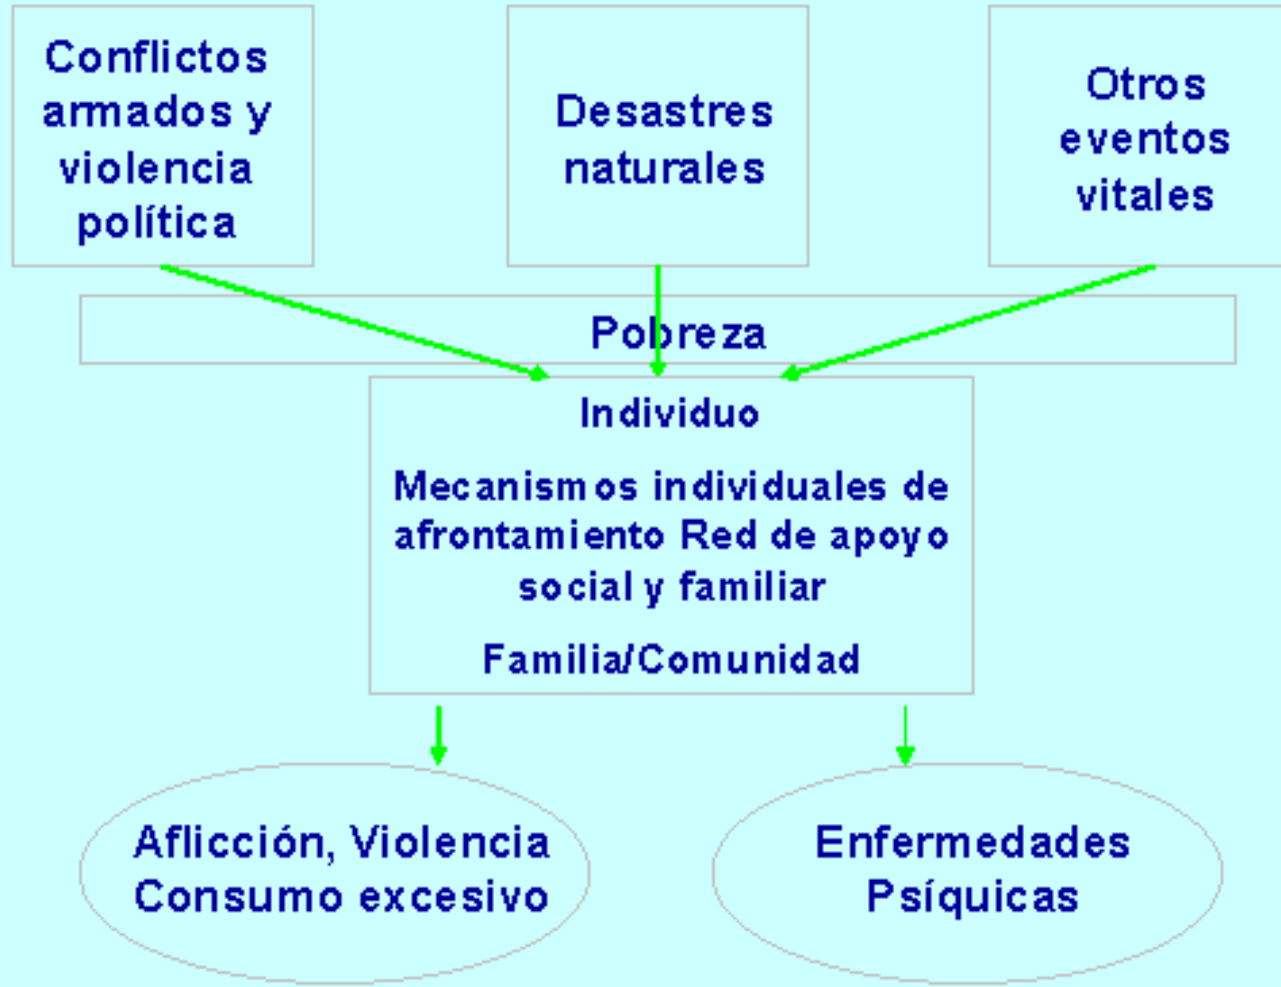 Conflictos
armados y
violencia
política
Desastres
naturales
Otros
eventos
vitales
Pobreza
Individuo
Mecanismos individuales de
afrontamiento Red de apoyo
social y familiar
Familia/Comunidad
Aflicción, Violencia
Consumo excesivo
Enfermedades
Psíquicas